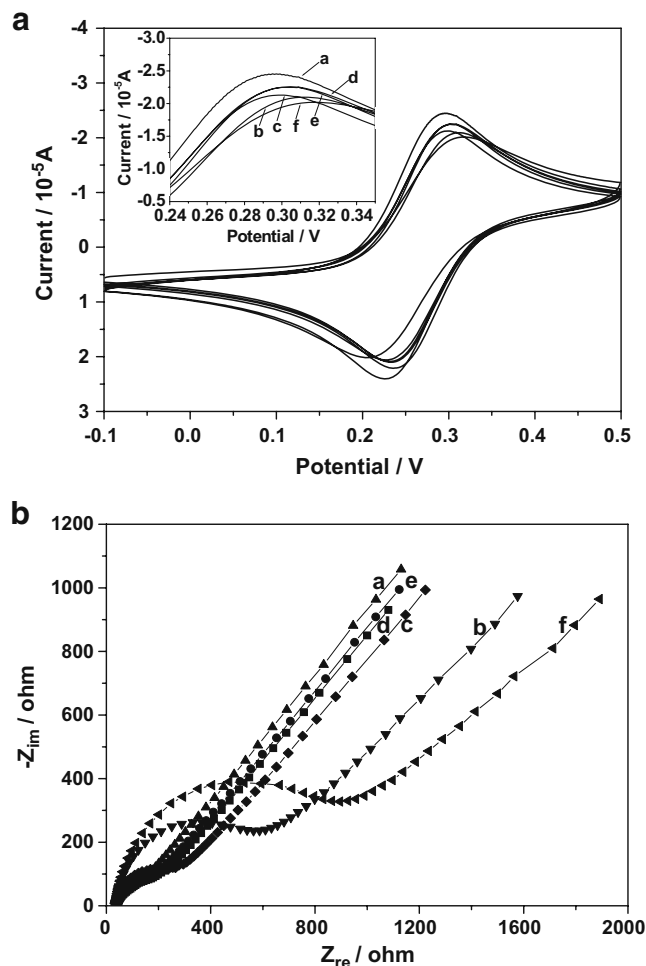 a
-4
-3
-2
-1
0
1
2
3
Current / 10⁻⁵A
-0.1
0.0
0.1
0.2
0.3
0.4
0.5
Potential / V
-3.0
-2.5
-2.0
-1.5
-1.0
-0.5
Current / 10⁻⁵A
0.24
0.26
0.28
0.30
0.32
0.34
Potential / V
a
d
b
c
f
e
b
1200
1000
800
600
400
200
0
-Z_im / ohm
0
400
800
1200
1600
2000
Z_re / ohm
a
e
d
c
b
f